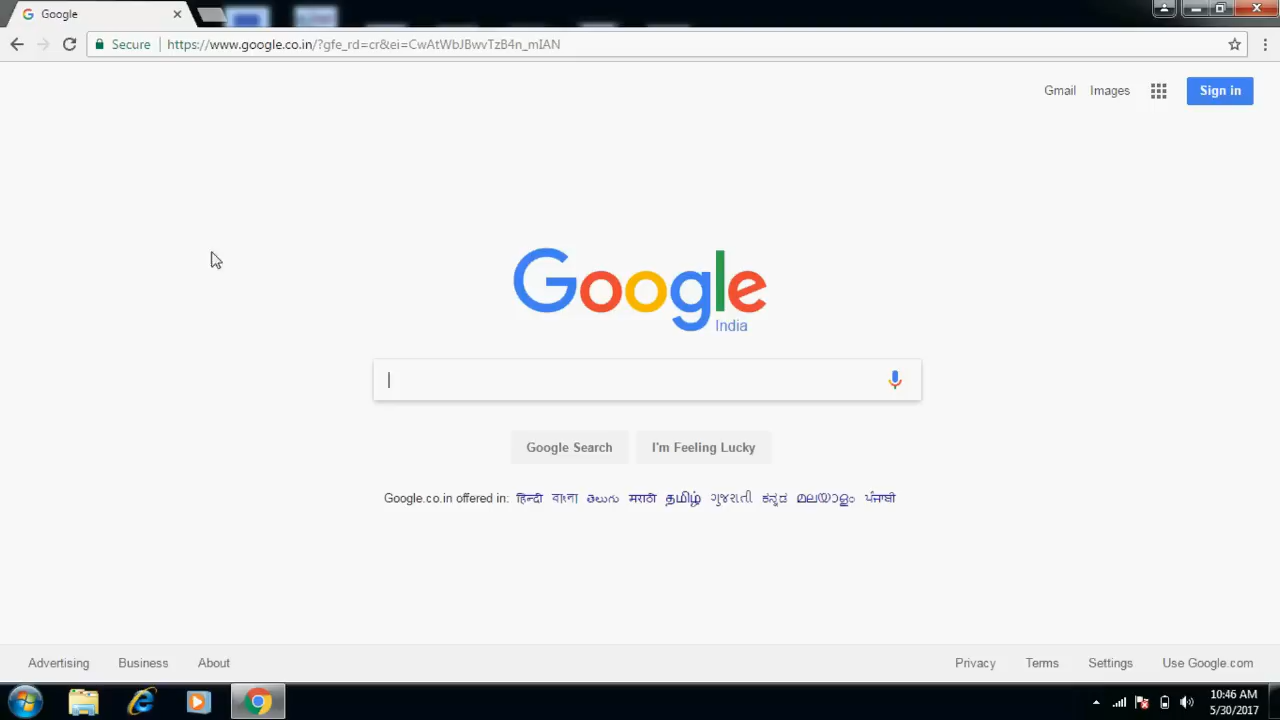 Google
Secure https://www.google.co.in/?gfe_rd=cr&ei=CwAtWbJBwvTzB4n_mIAN
Gmail Images Sign in
Google
India
Google Search I'm Feeling Lucky
Google.co.in offered in: हिन्दी বাংলা తెలుగు मराठी தமிழ் ગુજરાતી ಕನ್ನಡ മലയാളം ਪੰਜਾਬੀ
Advertising Business About Privacy Terms Settings Use Google.com
10:46 AM
5/30/2017